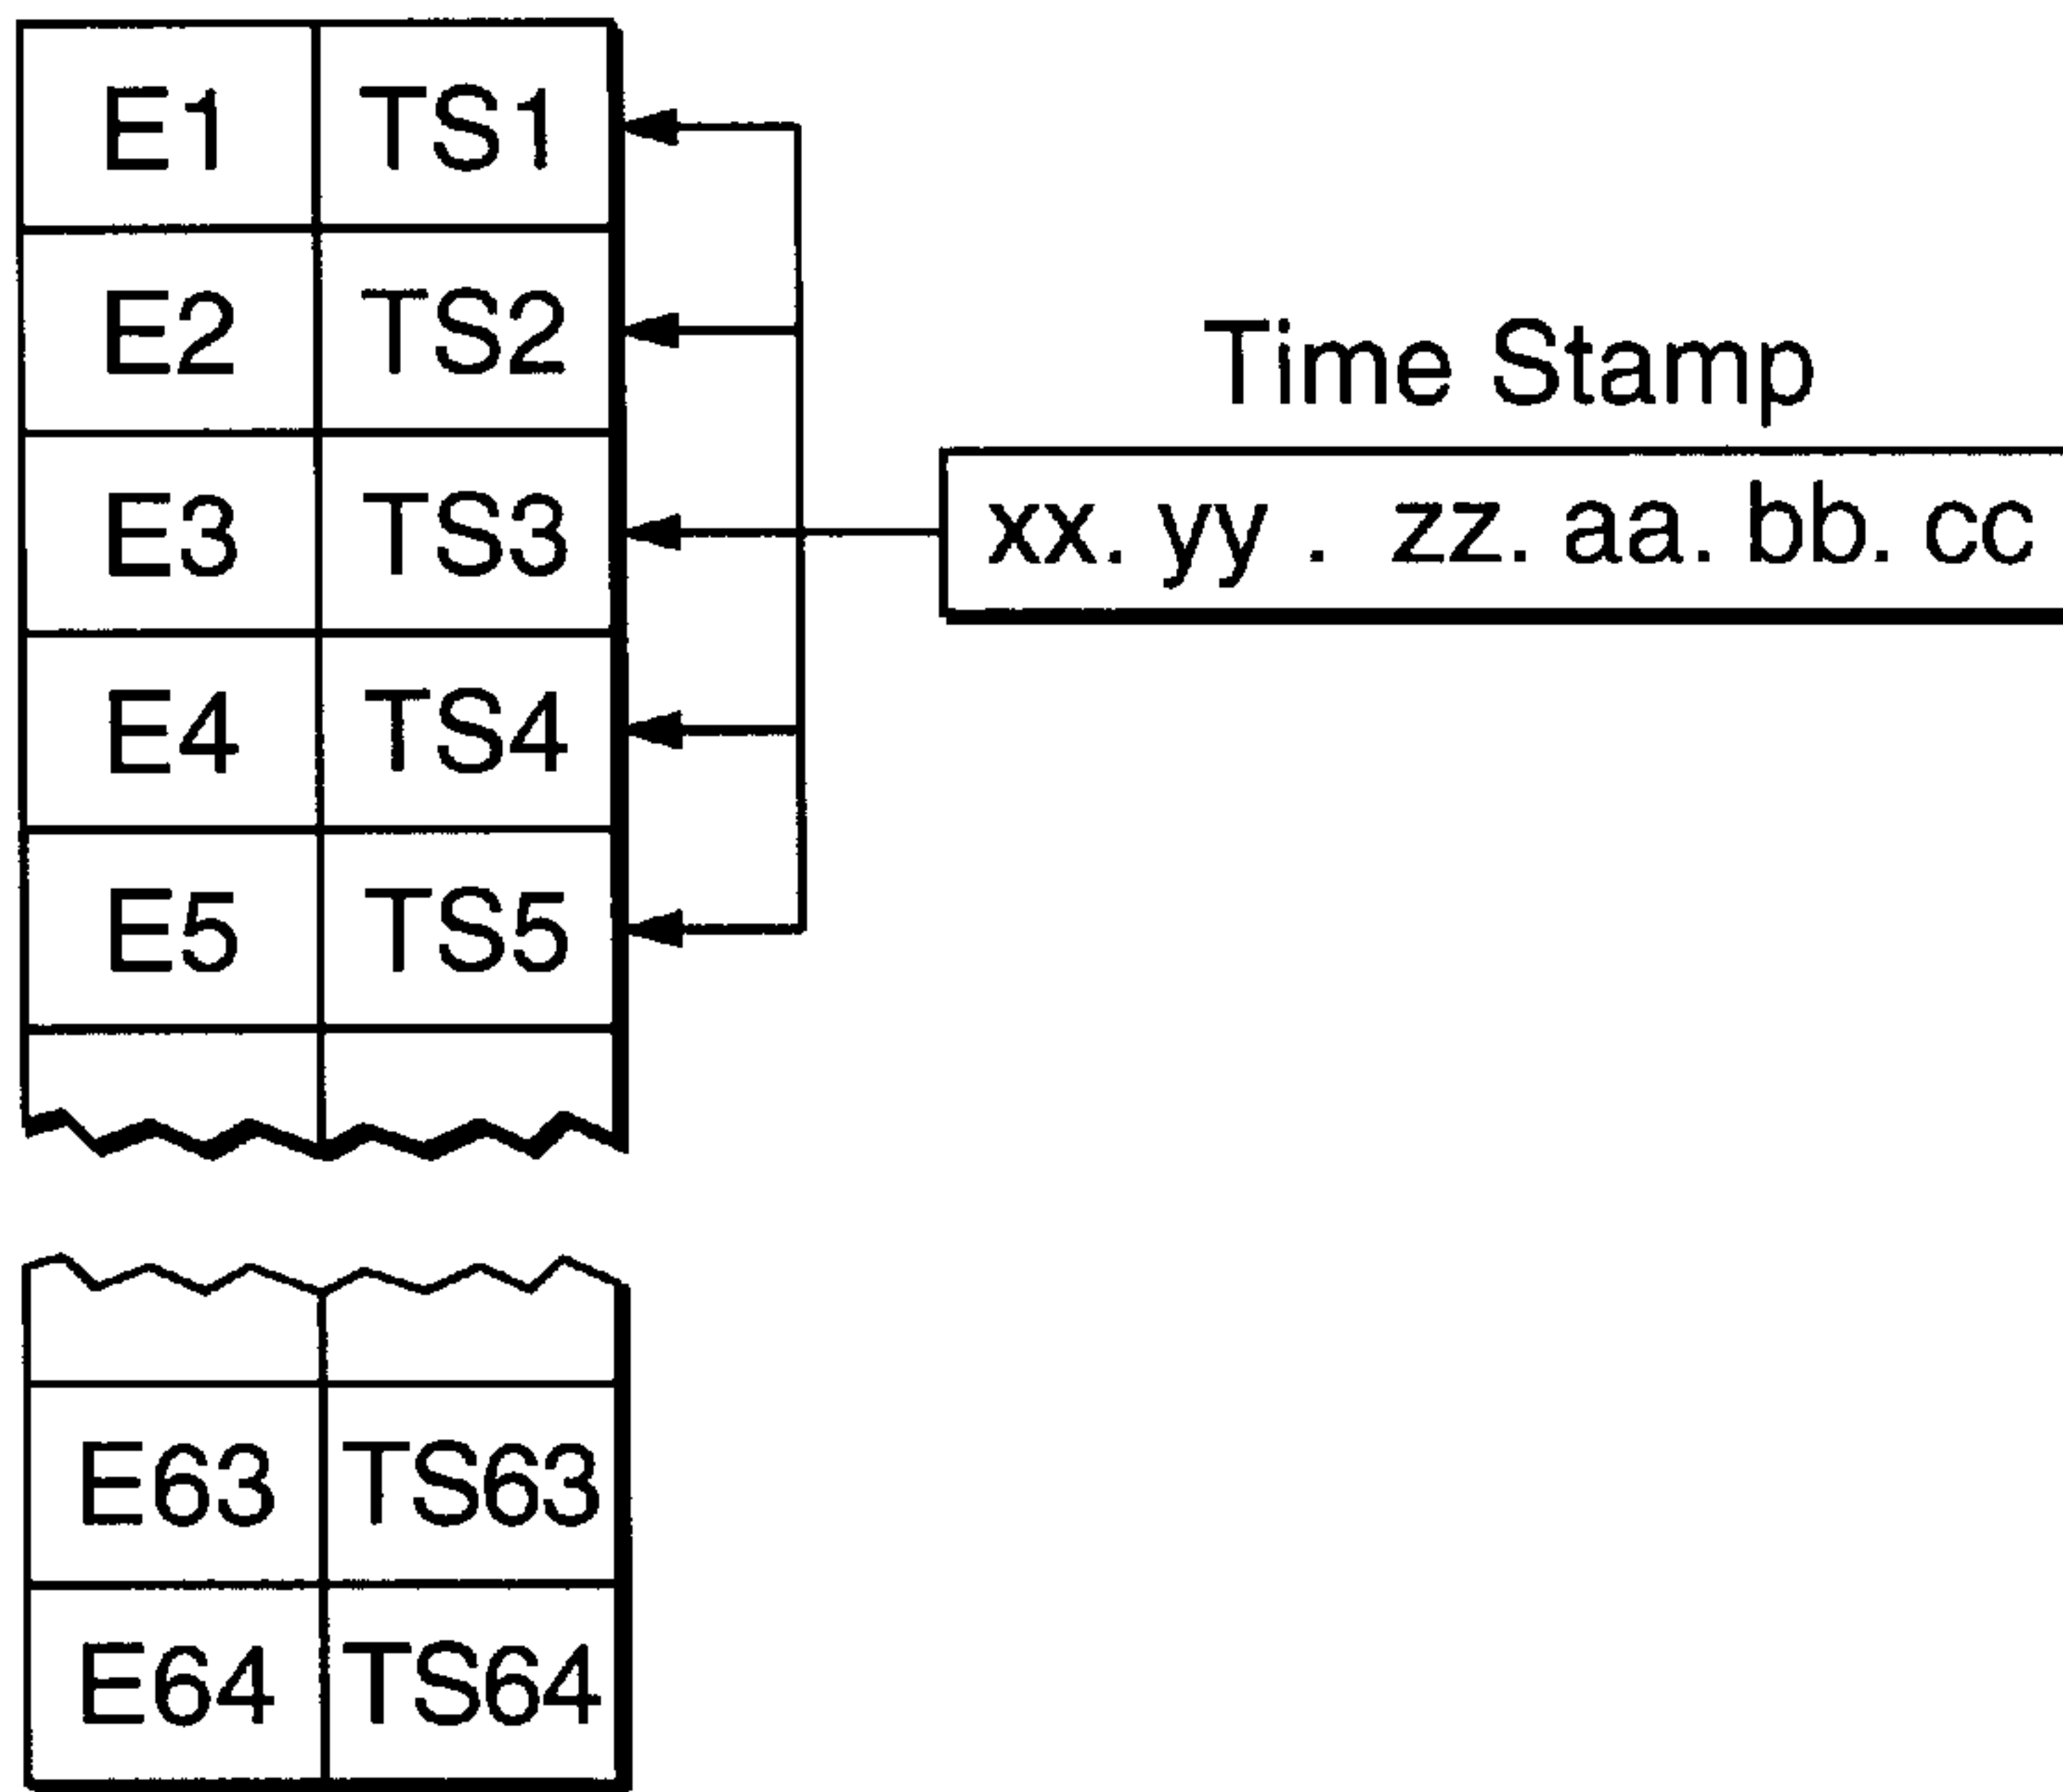 E1 TS1
E2 TS2
Time Stamp
E3 TS3
xx. yy . zz. aa. bb. cc
E4 TS4
E5 TS5
E63 TS63
E64 TS64